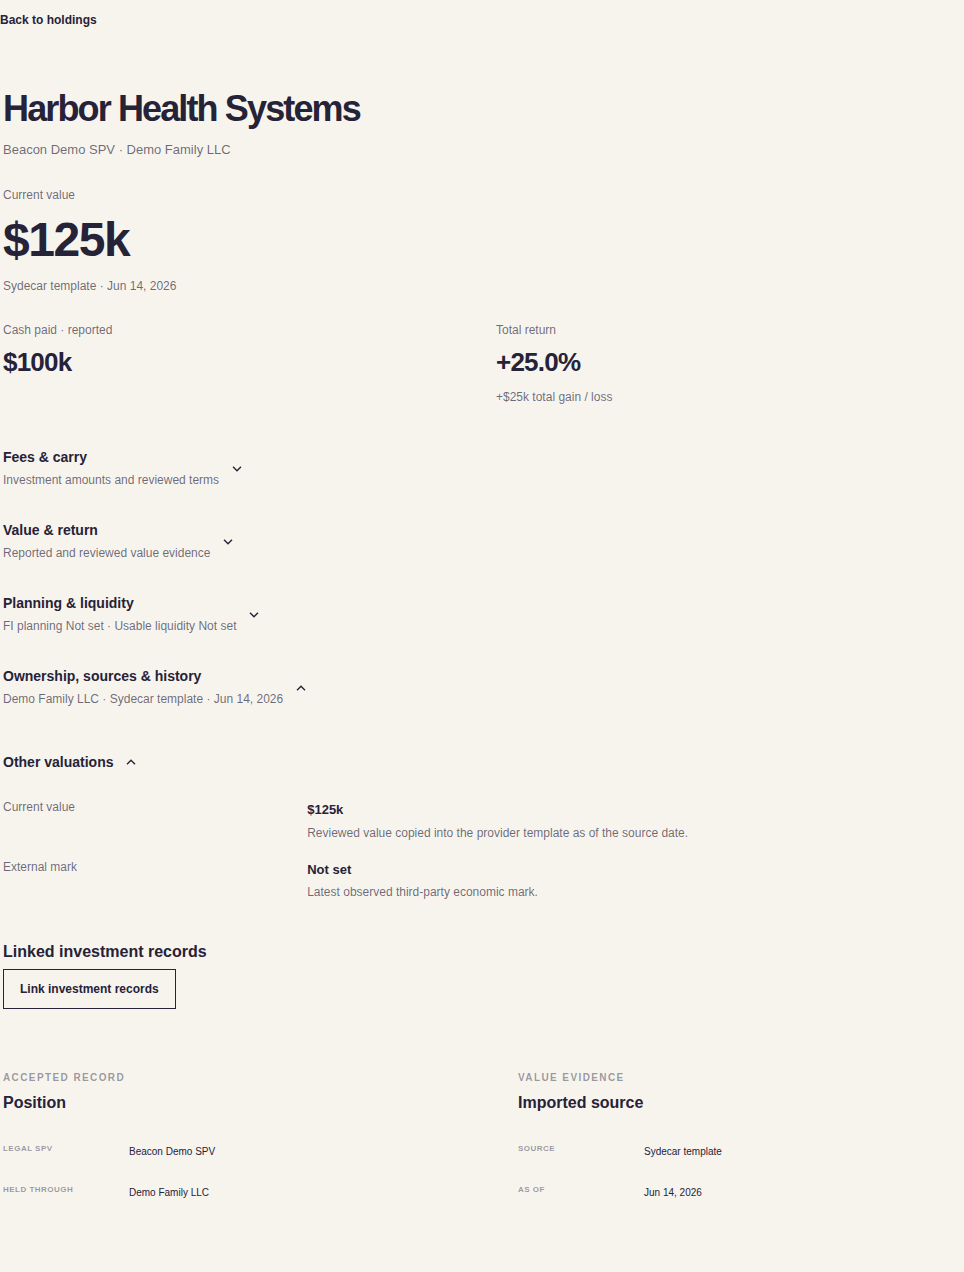 Back to holdings
Harbor Health Systems
Beacon Demo SPV · Demo Family LLC
Current value
$125k
Sydecar template · Jun 14, 2026
Cash paid · reported
$100k
Total return
+25.0%
+$25k total gain / loss
Fees & carry
Investment amounts and reviewed terms
Value & return
Reported and reviewed value evidence
Planning & liquidity
FI planning Not set · Usable liquidity Not set
Ownership, sources & history
Demo Family LLC · Sydecar template · Jun 14, 2026
Other valuations
Current value
$125k
Reviewed value copied into the provider template as of the source date.
External mark
Not set
Latest observed third-party economic mark.
Linked investment records
Link investment records
ACCEPTED RECORD
Position
LEGAL SPV
Beacon Demo SPV
HELD THROUGH
Demo Family LLC
VALUE EVIDENCE
Imported source
SOURCE
Sydecar template
AS OF
Jun 14, 2026